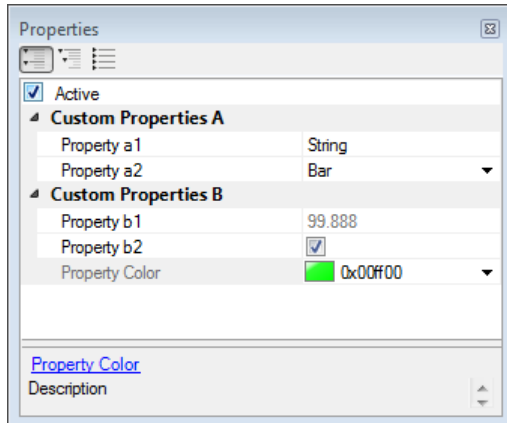 Properties
Active
Custom Properties A
Property a1 String
Property a2 Bar
Custom Properties B
Property b1 99.888
Property b2
Property Color 0x00ff00
Property Color
Description